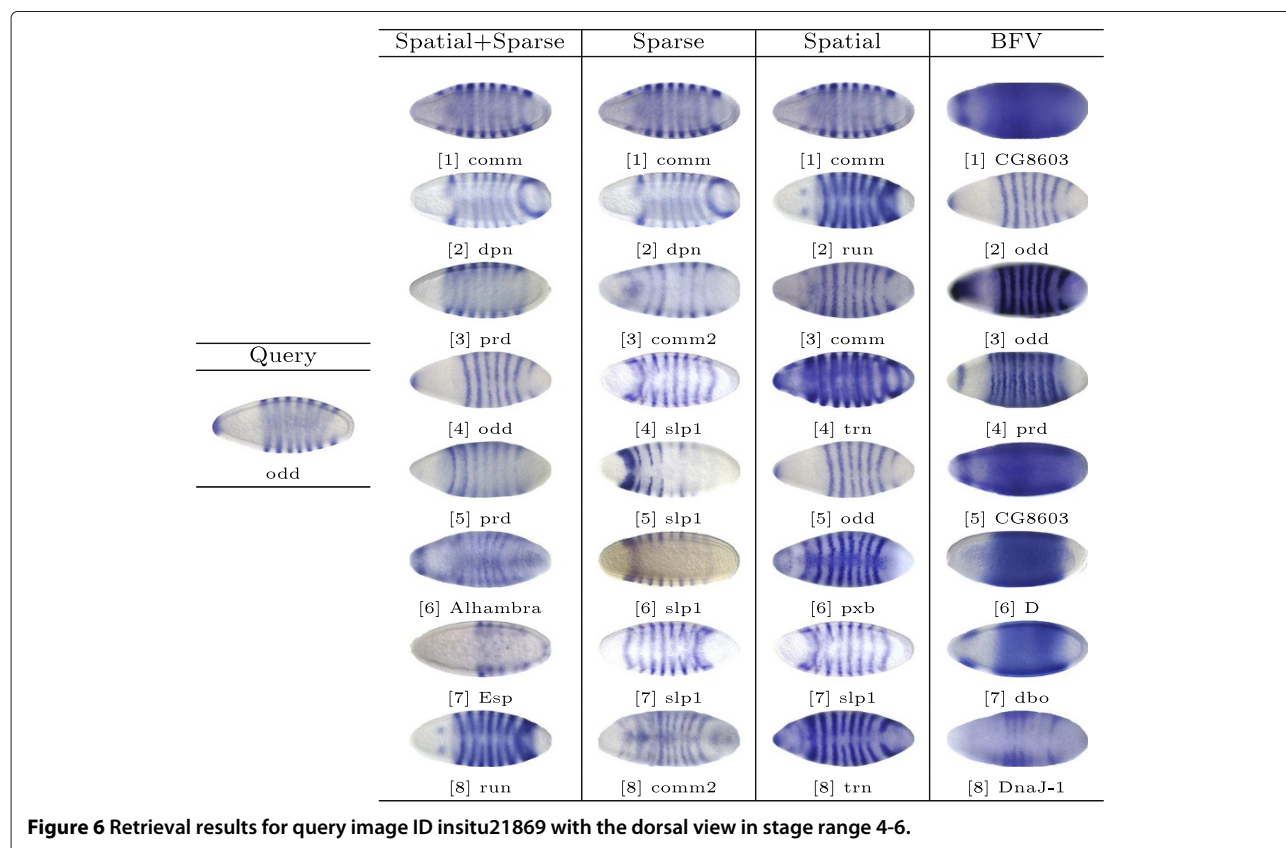 Spatial+Sparse Sparse Spatial BFV
[1] comm [1] comm [1] comm [1] CG8603
[2] dpn [2] dpn [2] run [2] odd
[3] prd [3] comm2 [3] comm [3] odd
Query
[4] odd [4] slp1 [4] trn [4] prd
odd
[5] prd [5] slp1 [5] odd [5] CG8603
[6] Alhambra [6] slp1 [6] pxb [6] D
[7] Esp [7] slp1 [7] slp1 [7] dbo
[8] run [8] comm2 [8] trn [8] DnaJ-1
Figure 6 Retrieval results for query image ID insitu21869 with the dorsal view in stage range 4-6.